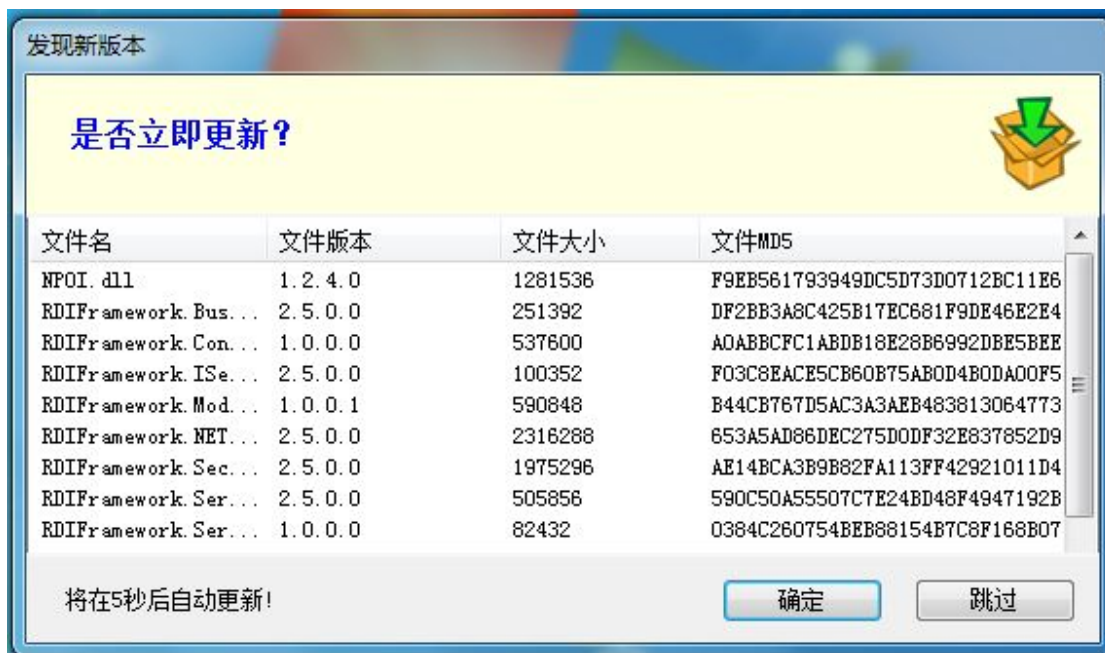 发现新版本
是否立即更新?
文件名 文件版本 文件大小 文件MD5
NPOI.dll 1.2.4.0 1281536 F9EB561793949DC5D73D0712BC11E6
RDIFramework.Bus... 2.5.0.0 251392 DF2BB3A8C425B17EC681F9DE46E2E4
RDIFramework.Con... 1.0.0.0 537600 A0ABBCFC1ABDB18E28B6992DBE5BEE
RDIFramework.ISe... 2.5.0.0 100352 F03C8EACE5CB60B75AB0D4B0DA00F5
RDIFramework.Mod... 1.0.0.1 590848 B44CB767D5AC3A3AEB483813064773
RDIFramework.NET... 2.5.0.0 2316288 653A5AD86DEC275D0DF32E837852D9
RDIFramework.Sec... 2.5.0.0 1975296 AE14BCA3B9B82FA113FF42921011D4
RDIFramework.Ser... 2.5.0.0 505856 590C50A55507C7E24BD48F4947192B
RDIFramework.Ser... 1.0.0.0 82432 0384C260754BEB88154B7C8F168B07
将在5秒后自动更新! 确定 跳过